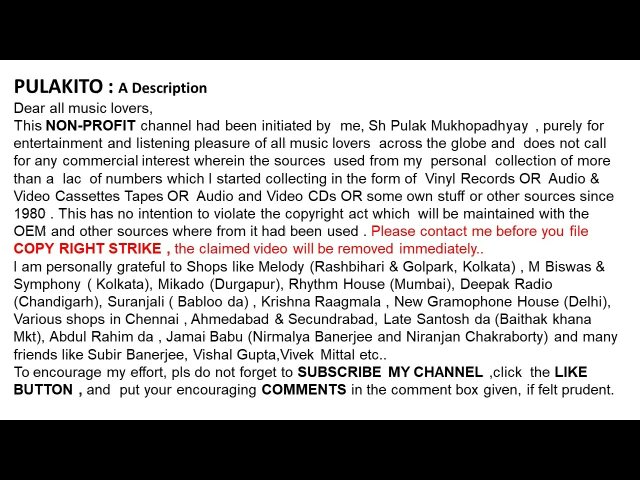 PULAKITO : A Description
Dear all music lovers,
This NON-PROFIT channel had been initiated by me, Sh Pulak Mukhopadhyay , purely for
entertainment and listening pleasure of all music lovers across the globe and does not call
for any commercial interest wherein the sources used from my personal collection of more
than a lac of numbers which I started collecting in the form of Vinyl Records OR Audio &
Video Cassettes Tapes OR Audio and Video CDs OR some own stuff or other sources since
1980 . This has no intention to violate the copyright act which will be maintained with the
OEM and other sources where from it had been used . Please contact me before you file
COPY RIGHT STRIKE , the claimed video will be removed immediately..
I am personally grateful to Shops like Melody (Rashbihari & Golpark, Kolkata) , M Biswas &
Symphony ( Kolkata), Mikado (Durgapur), Rhythm House (Mumbai), Deepak Radio
(Chandigarh), Suranjali ( Babloo da) , Krishna Raagmala , New Gramophone House (Delhi),
Various shops in Chennai , Ahmedabad & Secundrabad, Late Santosh da (Baithak khana
Mkt), Abdul Rahim da , Jamai Babu (Nirmalya Banerjee and Niranjan Chakraborty) and many
friends like Subir Banerjee, Vishal Gupta,Vivek Mittal etc..
To encourage my effort, pls do not forget to SUBSCRIBE MY CHANNEL ,click the LIKE
BUTTON , and put your encouraging COMMENTS in the comment box given, if felt prudent.